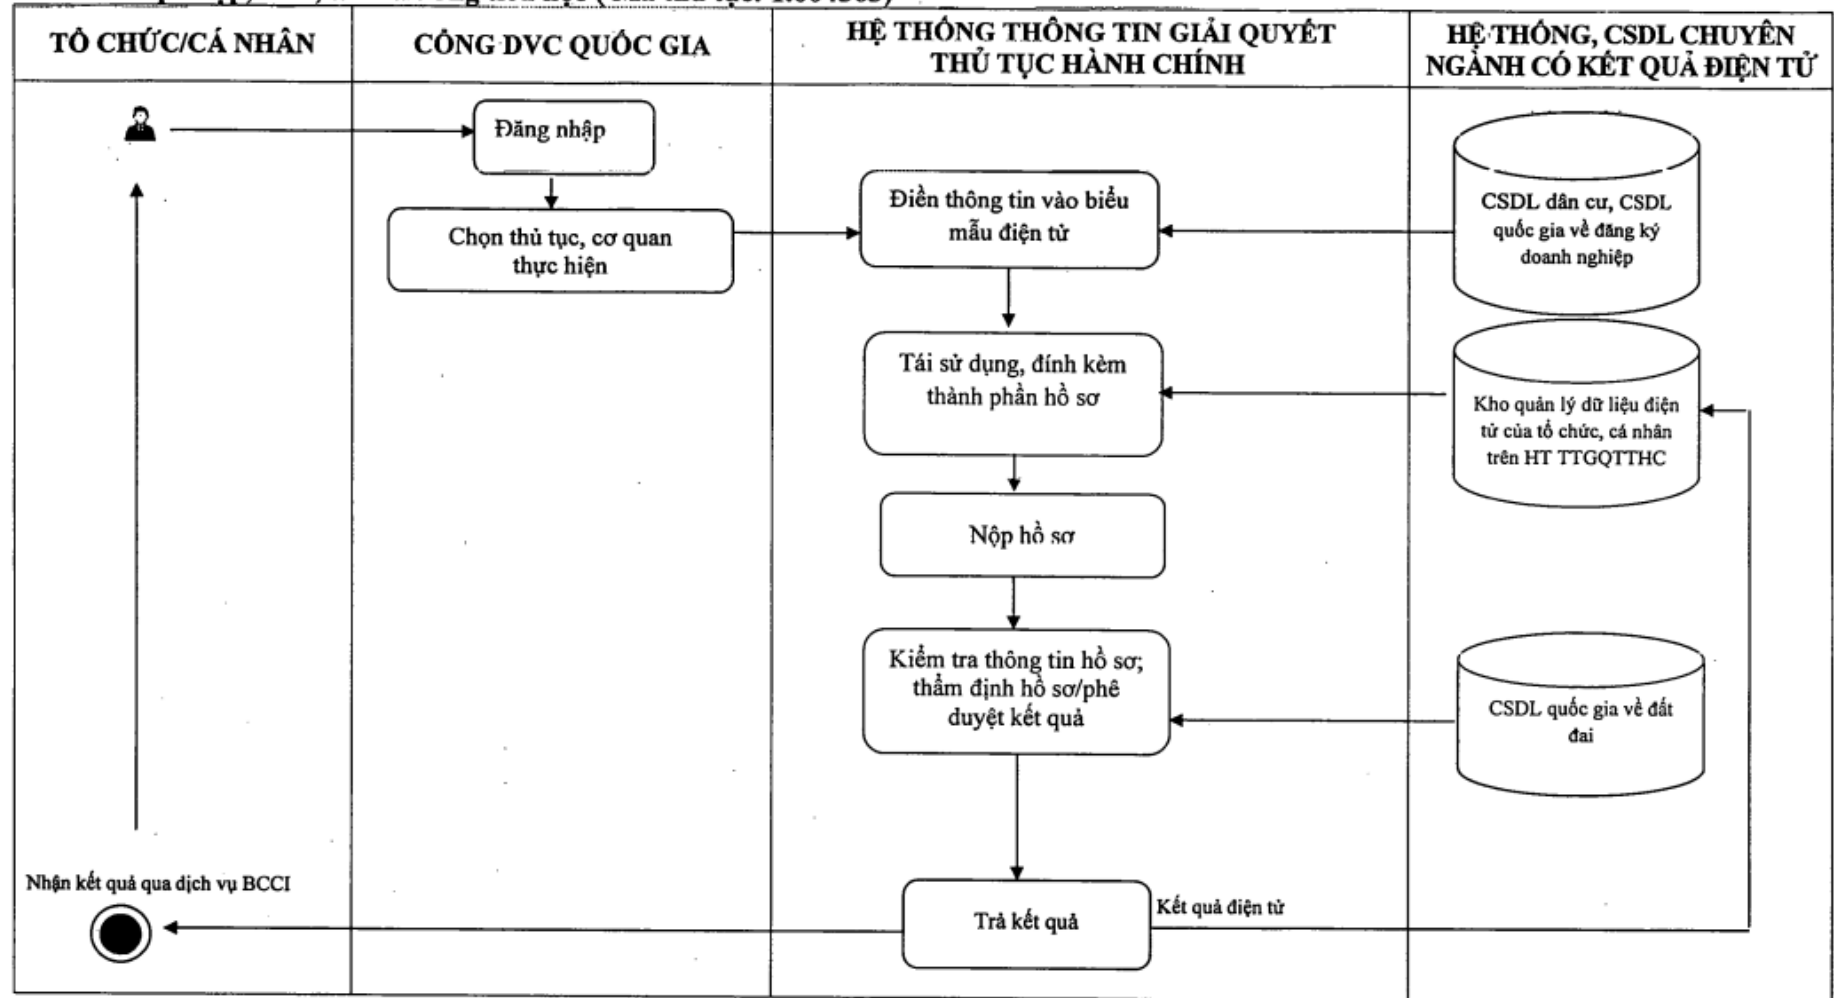 TỔ CHỨC/CÁ NHÂN
CỔNG DVC QUỐC GIA
HỆ THỐNG THÔNG TIN GIẢI QUYẾT
THỦ TỤC HÀNH CHÍNH
HỆ THỐNG, CSDL CHUYÊN
NGÀNH CÓ KẾT QUẢ ĐIỆN TỬ
Đăng nhập
Chọn thủ tục, cơ quan
thực hiện
Điền thông tin vào biểu
mẫu điện tử
CSDL dân cư, CSDL
quốc gia về đăng ký
doanh nghiệp
Tái sử dụng, đính kèm
thành phần hồ sơ
Kho quản lý dữ liệu điện
tử của tổ chức, cá nhân
trên HT TTGQTTHC
Nộp hồ sơ
Kiểm tra thông tin hồ sơ;
thẩm định hồ sơ/phê
duyệt kết quả
CSDL quốc gia về đất
đai
Nhận kết quả qua dịch vụ BCCI
Trả kết quả
Kết quả điện tử